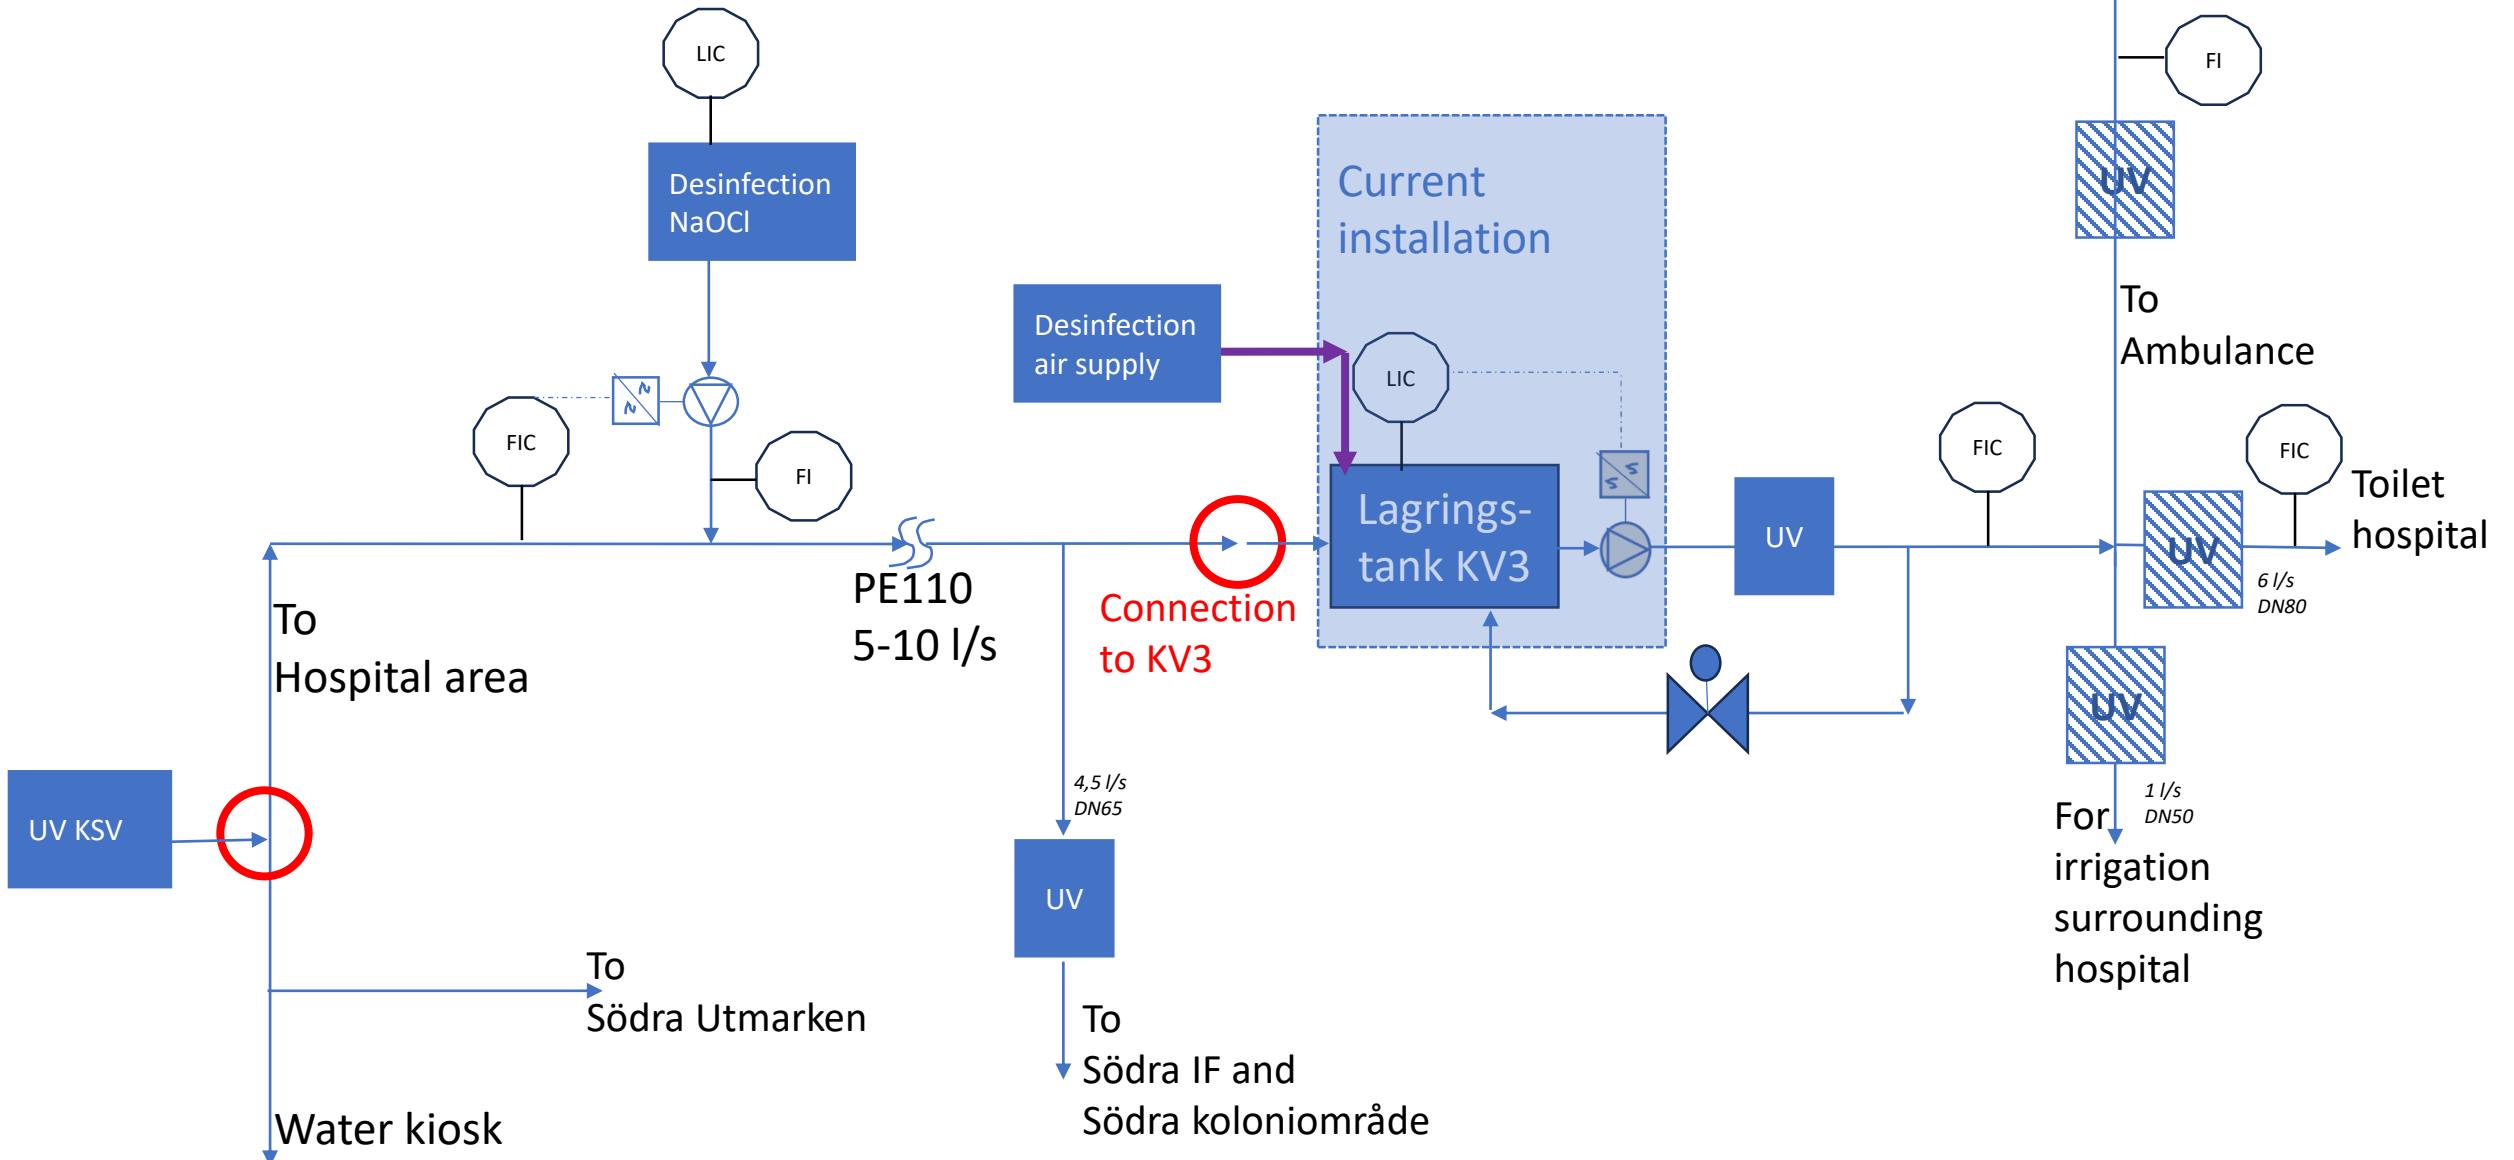 LIC
FI
Desinfection
NaOCl
Current
installation
UV
To
Ambulance
Desinfection
air supply
LIC
FIC
FI
FIC
FIC
Toilet
hospital
Lagrings-
tank KV3
UV
UV
6 l/s
DN80
PE110
5-10 l/s
Connection
to KV3
To
Hospital area
UV
4,5 l/s
DN65
1 l/s
DN50
UV KSV
For
irrigation
surrounding
hospital
UV
To
Södra Utmarken
To
Södra IF and
Södra koloniområde
Water kiosk